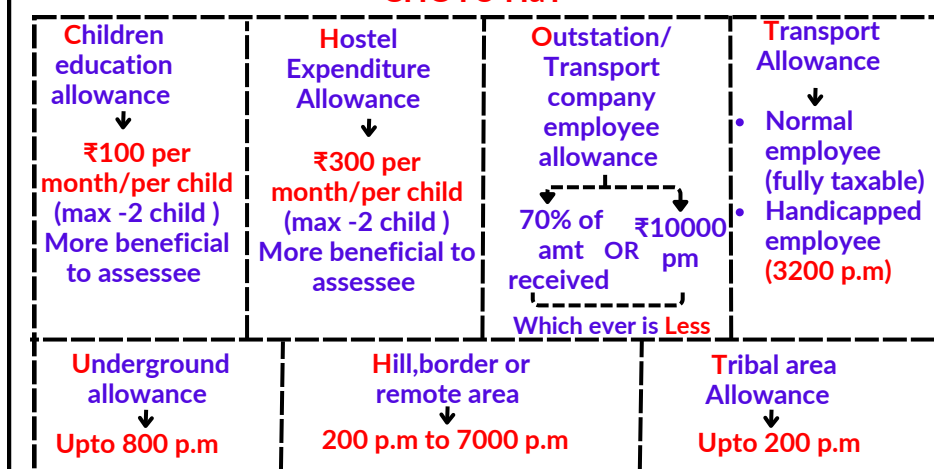 Children
education
allowance
₹100 per
month/per child
(max -2 child )
More beneficial
to assessee
Hostel
Expenditure
Allowance
₹300 per
month/per child
(max -2 child )
More beneficial to
assessee
Outstation/
Transport
company
employee
allowance
70% of
amt
received
OR
₹10000
pm
Which ever is Less
Transport
Allowance
• Normal
employee
(fully taxable)
• Handicapped
employee
(3200 p.m)
Underground
allowance
Upto 800 p.m
Hill,border or
remote area
200 p.m to 7000 p.m
Tribal area
Allowance
Upto 200 p.m